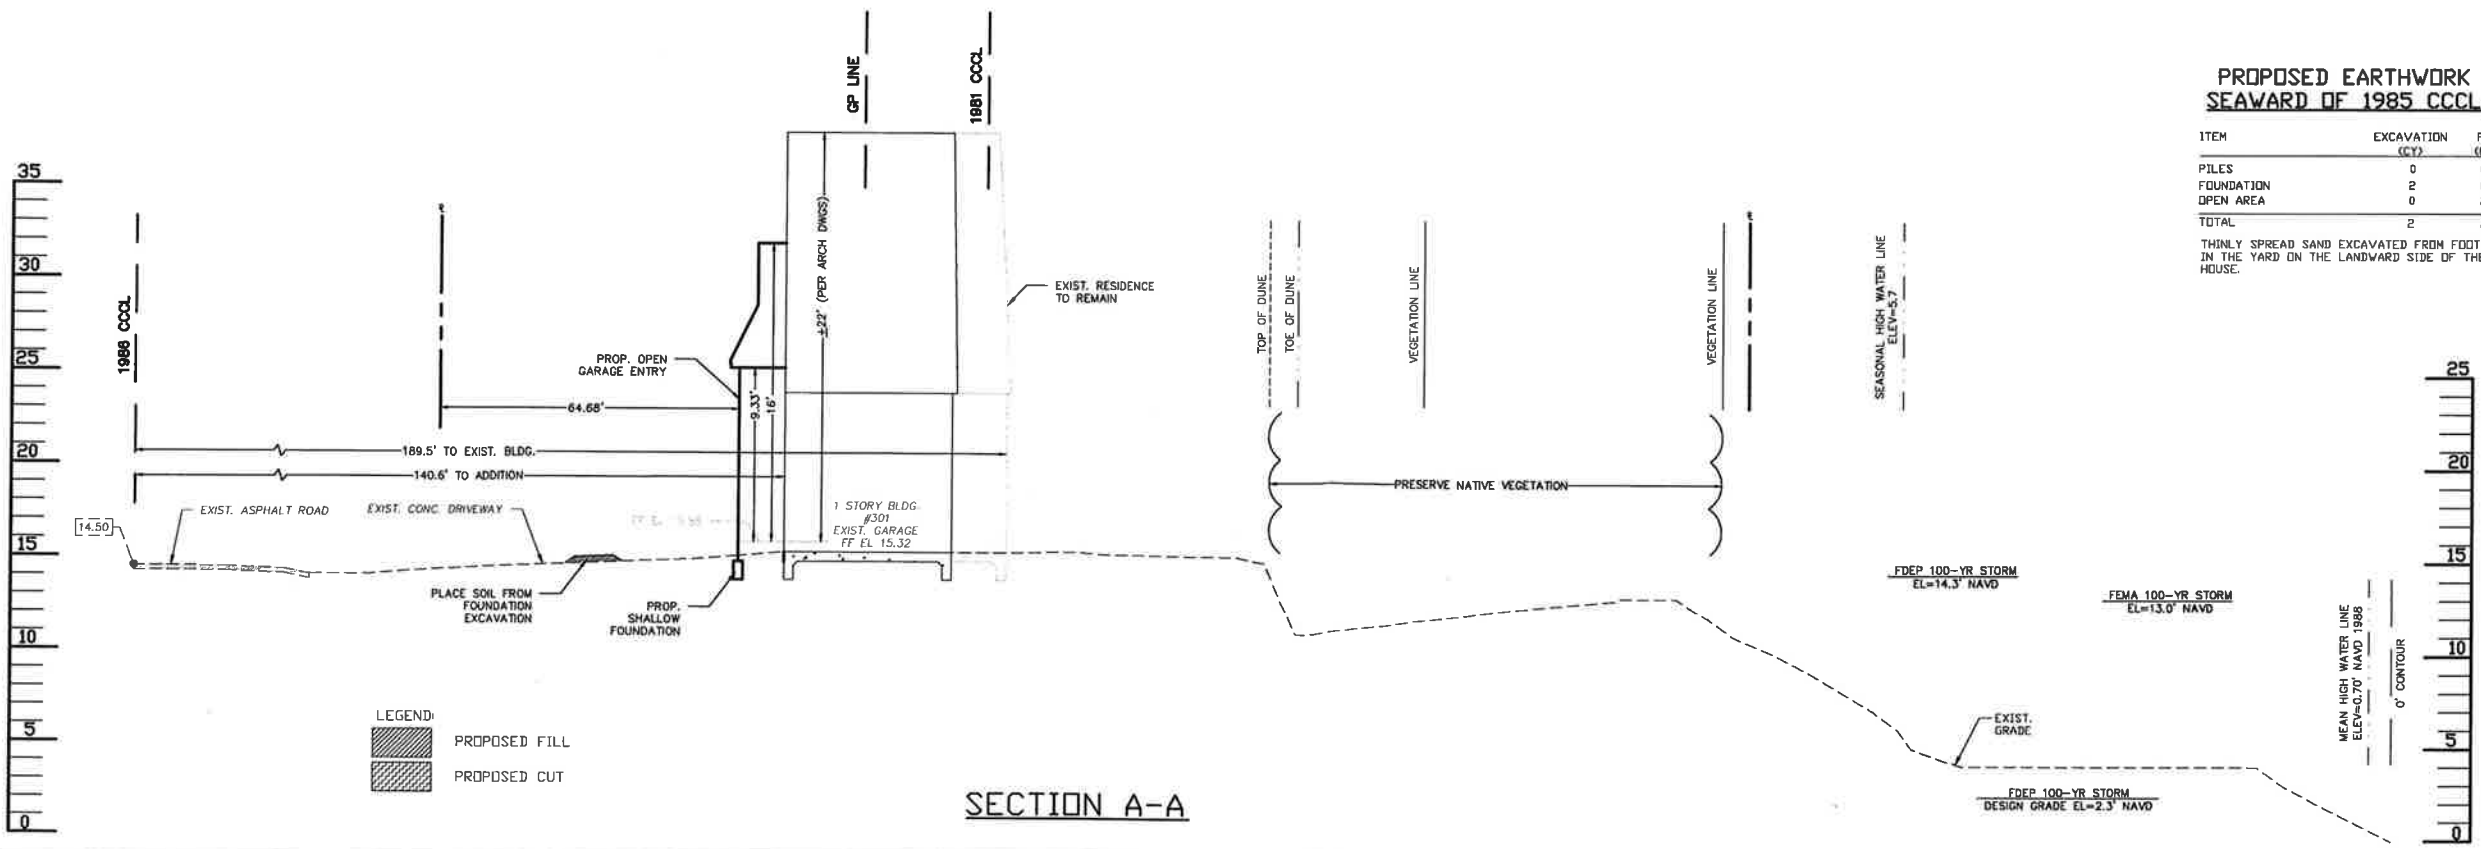 GP LINE
1981 CCCL
PROPOSED EARTHWORK
SEAWARD OF 1985 CCCL
ITEM EXCAVATION
(CY)
PILES 0
FOUNDATION 2
OPEN AREA 0
TOTAL 2
THINLY SPREAD SAND EXCAVATED FROM
IN THE YARD ON THE LANDWARD SIDE OF THE
HOUSE.
35
30
25
20
15
10
5
0
1986 CCCL
±22' (PER ARCH DWGS)
EXIST. RESIDENCE
TO REMAIN
PROP. OPEN
GARAGE ENTRY
64.68'
9.33'
16'
189.5' TO EXIST. BLDG.
140.6' TO ADDITION
14.50
EXIST. ASPHALT ROAD
EXIST. CONC. DRIVEWAY
1 STORY BLDG
#301
EXIST. GARAGE
FF EL 15.32
PLACE SOIL FROM
FOUNDATION
EXCAVATION
PROP.
SHALLOW
FOUNDATION
TOP OF DUNE
TOE OF DUNE
VEGETATION LINE
VEGETATION LINE
SEASONAL HIGH WATER LINE
ELEV=5.7
PRESERVE NATIVE VEGETATION
FDEP 100-YR STORM
EL=14.3' NAVD
FEMA 100-YR STORM
EL=13.0' NAVD
MEAN HIGH WATER LINE
ELEV=0.70' NAVD 1988
0' CONTOUR
25
20
15
10
5
0
EXIST.
GRADE
FDEP 100-YR STORM
DESIGN GRADE EL=2.3' NAVD
LEGEND:
PROPOSED FILL
PROPOSED CUT
SECTION A-A